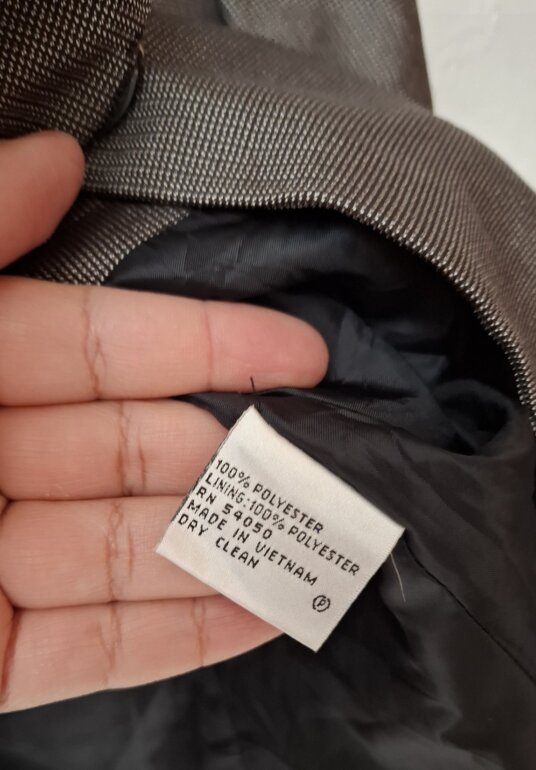 100% POLYESTER
LINING:100% POLYESTER
RN 54050
MADE IN VIETNAM
DRY CLEAN
P